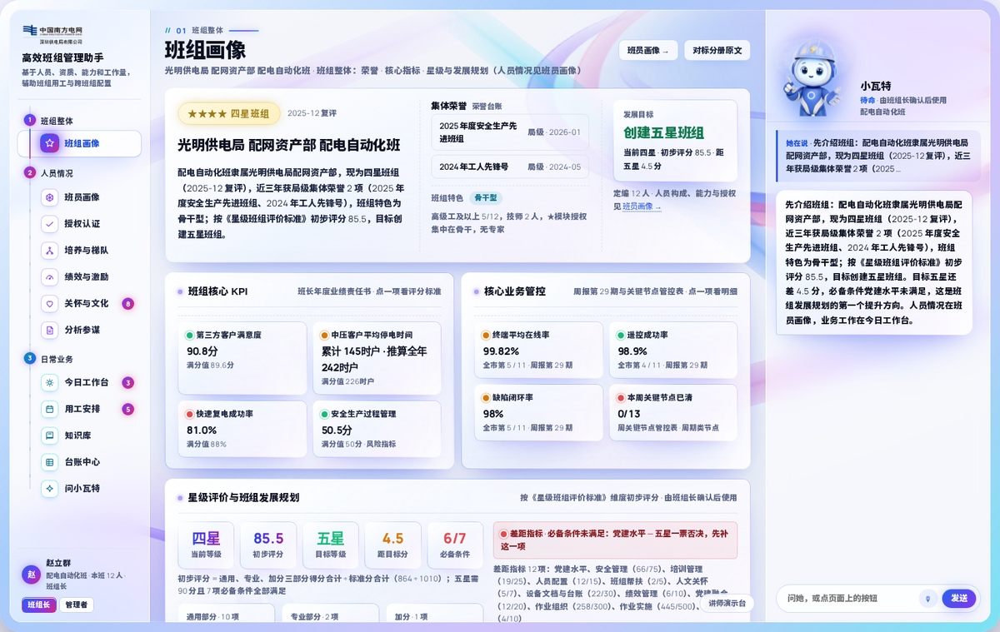 中国南方电网
深圳供电局有限公司
高效班组管理助手
基于人员、资质、能力和工作量，
辅助班组用工与跨班组配置
1 班组整体
班组画像
2 人员情况
班员画像
授权认证
培养与梯队
绩效与激励
关怀与文化 8
分析参谋
3 日常业务
今日工作台 3
用工安排 5
知识库
台账中心
问小瓦特
赵 赵立群
配电自动化班 · 本班 12 人 ·
班组长
班组长 管理者
// 01 班组整体
班组画像
光明供电局 配网资产部 配电自动化班 · 班组整体：荣誉 · 核心指标 · 星级与发展规划（人员情况见班员画像）
班员画像 →
对标分册原文
★★★★ 四星班组 2025-12 复评
光明供电局 配网资产部 配电自动化班
配电自动化班隶属光明供电局配网资产部，现为四星班组
（2025-12 复评），近三年获局级集体荣誉 2 项（2025 年
度安全生产先进班组、2024 年工人先锋号），班组特色为
骨干型；按《星级班组评价标准》初步评分 85.5，目标创
建五星班组。
集体荣誉 荣誉台账
2025 年度安全生产先
进班组
局级 · 2026-01
2024 年工人先锋号 局级 · 2024-05
班组特色 骨干型
高级工及以上 5/12，技师 2 人，★模块授权
集中在骨干，无专家
发展目标
创建五星班组
当前四星 · 初步评分 85.5 · 距
五星 4.5 分
定编 12 人 · 人员构成、能力与授权
见 班员画像 →
班组核心 KPI 班长年度业绩责任书 · 点一项看评分标准
第三方客户满意度
90.8分
满分值 89.6分
中压客户平均停电时间
累计 145时户 · 推算全年
242时户
满分值 226时户
快速复电成功率
81.0%
满分值 88%
安全生产过程管理
50.5分
满分值 50分 · 风险指标
核心业务管控 周报第 29 期与关键节点管控表 · 点一项看明细
终端平均在线率
99.82%
全市第 5 / 11 · 周报第 29 期
遥控成功率
98.9%
全市第 4 / 11 · 周报第 29 期
缺陷闭环率
98%
全市第 5 / 11 · 周报第 29 期
本周关键节点已清
0/13
周关键节点管控表 · 周期类节点
星级评价与班组发展规划 按《星级班组评价标准》维度初步评分 · 由班组长确认后使用
四星
当前等级
85.5
初步评分
五星
目标等级
4.5
距目标分
6/7
必备条件
初步评分 = 通用、专业、加分三部分得分合计 ÷ 标准分合计（864 ÷ 1010）；五星需
90 分且 7 项必备条件全部满足
通用部分 · 10 项
专业部分 · 2 项
加分 · 1 项
差距指标 · 必备条件未满足：党建水平 — 五星一票否决，先补
这一项
差距指标 12 项：党建水平、安全管理（66/75）、培训管理
（19/25）、人员配置（12/15）、班组帮扶（2/5）、人文关怀
（5/7）、设备文档与台账（22/30）、绩效管理（6/10）、党建融合
（12/20）、作业组织（258/300）、作业实施（445/500）、
（4/10）
讲师演示台
小瓦特
待命 · 由班组长确认后使用
配电自动化班
她在说 · 先介绍班组：配电自动化班隶属光明供电局
配网资产部，现为四星班组（2025-12 复评），近三
年获局级集体荣誉 2 项（2025 ...
先介绍班组：配电自动化班隶属光明供电局配
网资产部，现为四星班组（2025-12 复评），
近三年获局级集体荣誉 2 项（2025 年度安全
生产先进班组、2024 年工人先锋号），班组
特色为骨干型；按《星级班组评价标准》初步
评分 85.5，目标创建五星班组。目标五星还
差 4.5 分，必备条件党建水平未满足，这是班
组发展规划的第一个提升方向。人员情况在班
员画像，业务工作在今日工作台。
问她，或点页面上的按钮
发送